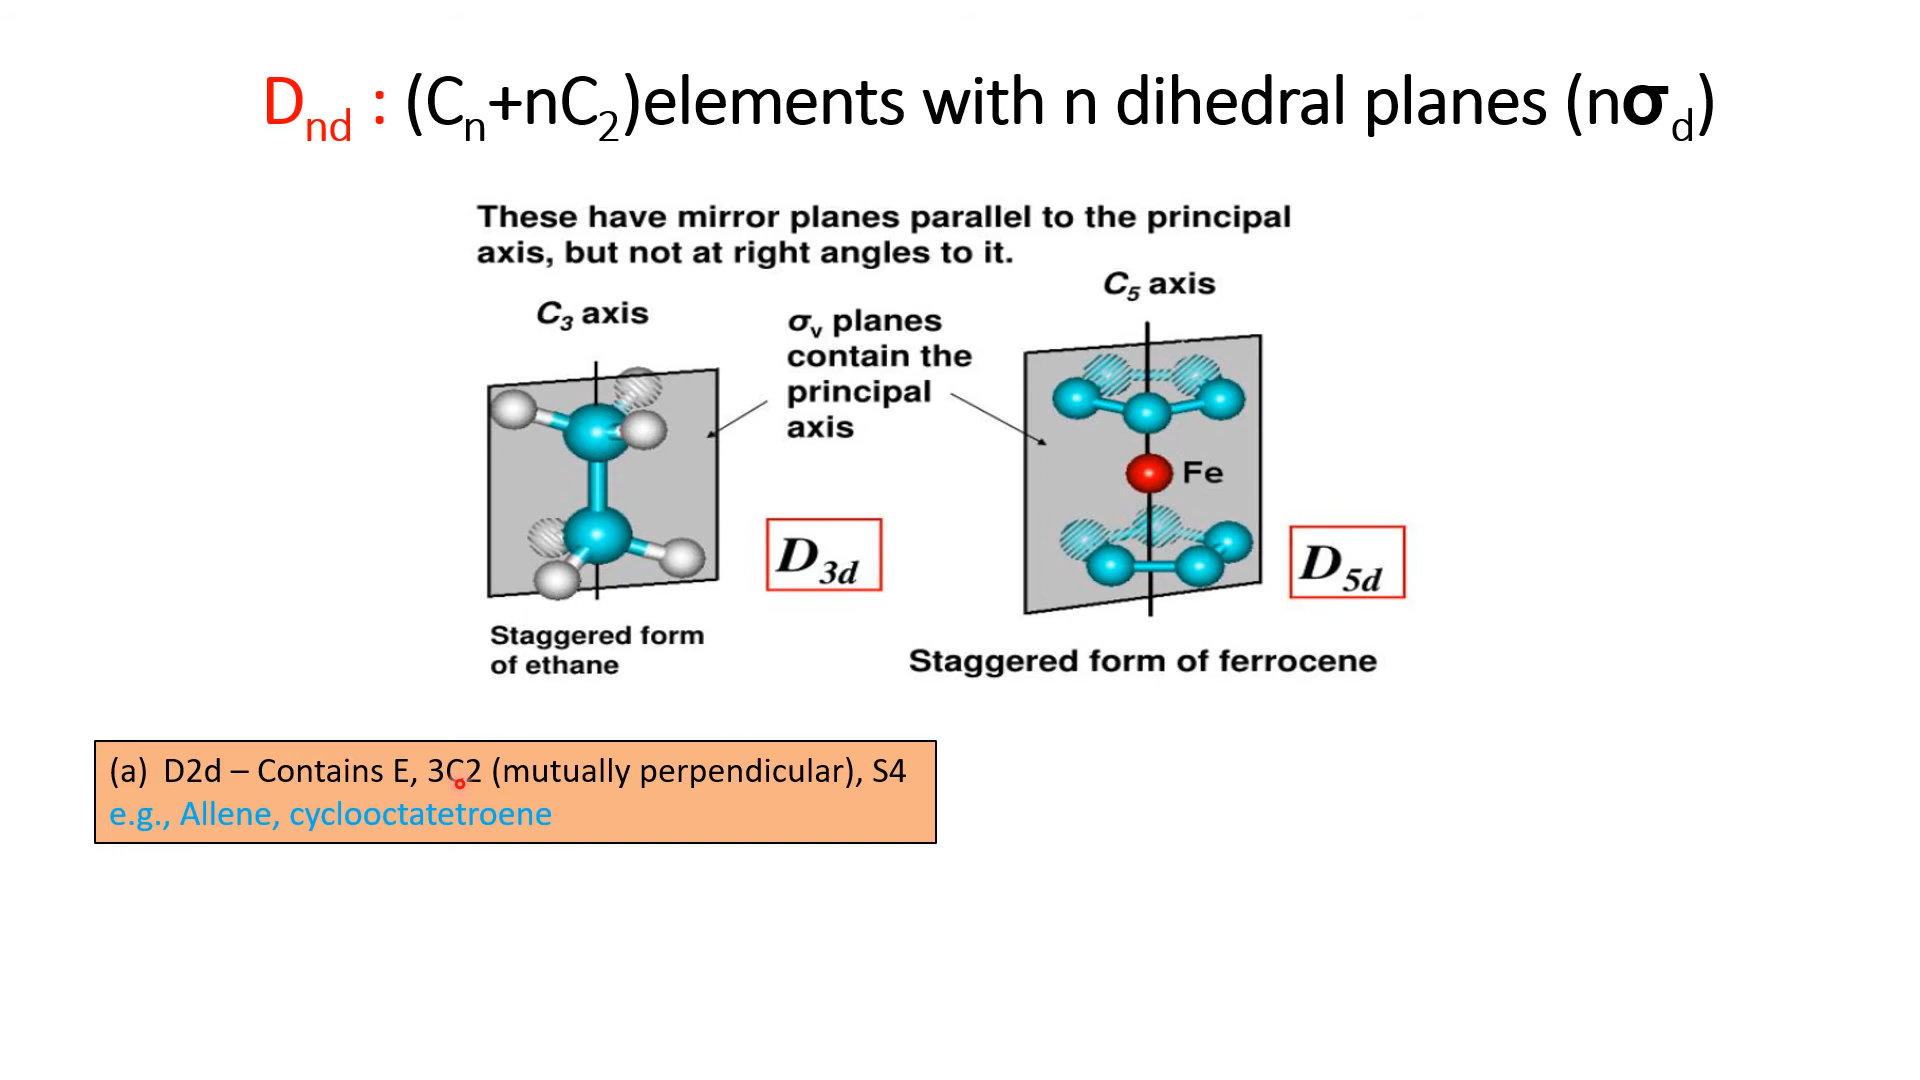 Dnd : (Cn+nC2)elements with n dihedral planes (nσd)
These have mirror planes parallel to the principal
axis, but not at right angles to it.
C3 axis
σv planes
contain the
principal
axis
C5 axis
Fe
D3d
D5d
Staggered form
of ethane
Staggered form of ferrocene
(a) D2d – Contains E, 3C2 (mutually perpendicular), S4
e.g., Allene, cyclooctatetroene